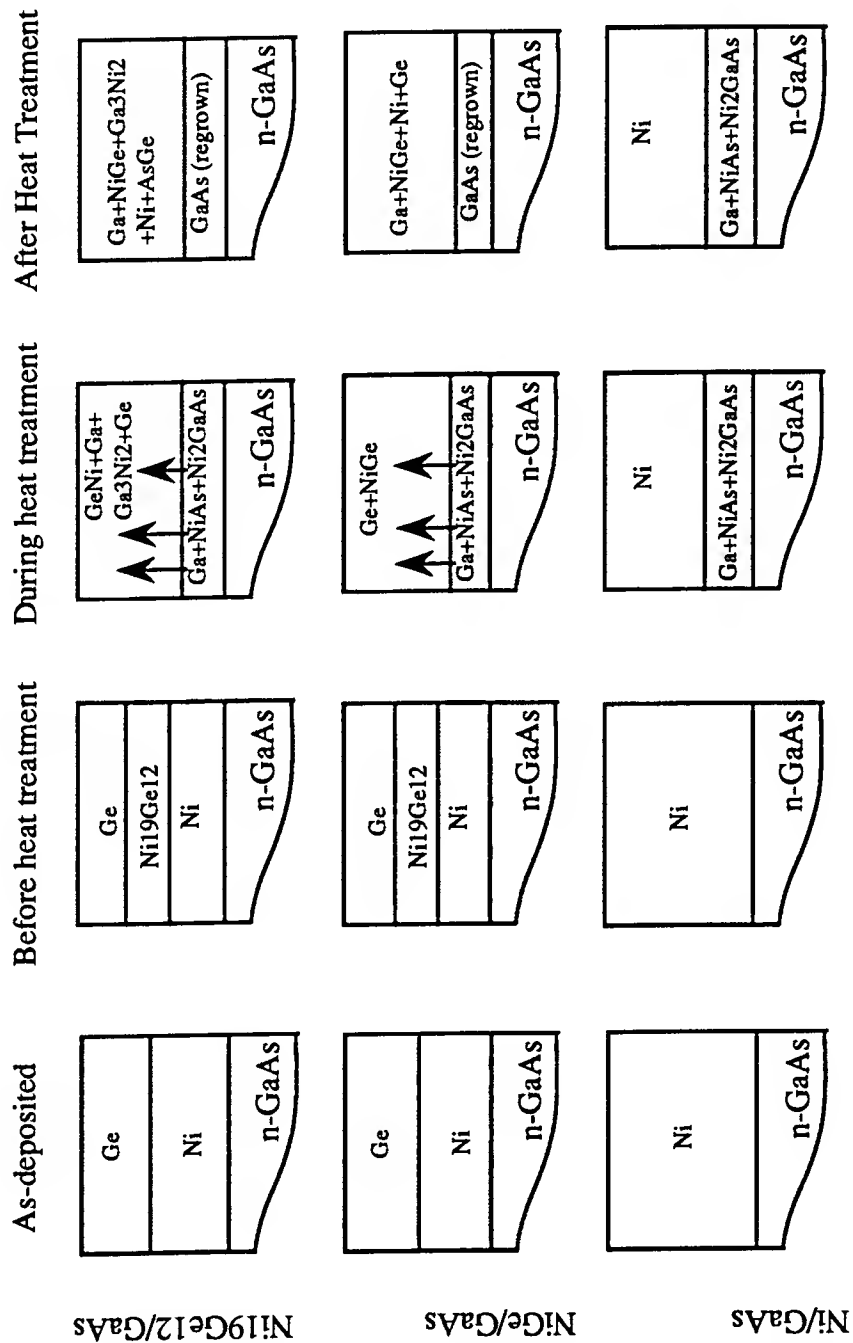 As-deposited
Before heat treatment
During heat treatment
After Heat Treatment
Ni19Ge12/GaAs
Ge
Ni
n-GaAs
Ge
Ni19Ge12
Ni
n-GaAs
GeNi+Ga+
Ga3Ni2+Ge
Ga+NiAs+Ni2GaAs
n-GaAs
Ga+NiGe+Ga3Ni2
+Ni+AsGe
GaAs (regrown)
n-GaAs
NiGe/GaAs
Ge
Ni
n-GaAs
Ge
Ni19Ge12
Ni
n-GaAs
Ge+NiGe
Ga+NiAs+Ni2GaAs
n-GaAs
Ga+NiGe+Ni+Ge
GaAs (regrown)
n-GaAs
Ni/GaAs
Ni
n-GaAs
Ni
n-GaAs
Ni
Ga+NiAs+Ni2GaAs
n-GaAs
Ni
Ga+NiAs+Ni2GaAs
n-GaAs